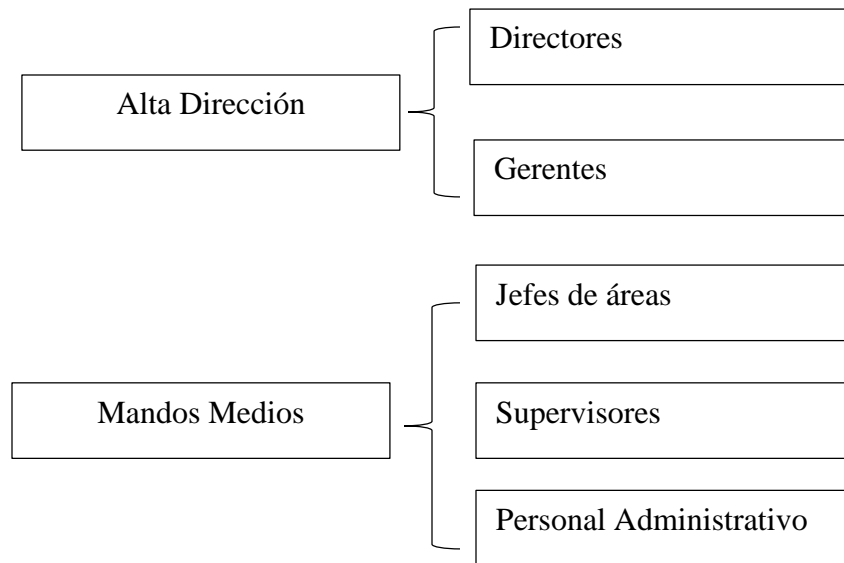 Alta Dirección
Directores
Gerentes
Mandos Medios
Jefes de áreas
Supervisores
Personal Administrativo